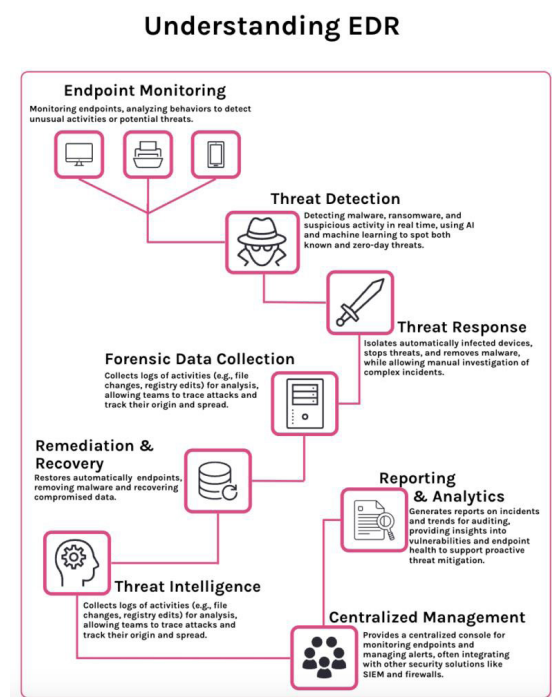 Understanding EDR
Endpoint Monitoring
Monitoring endpoints, analyzing behaviors to detect
unusual activities or potential threats.
Threat Detection
Detecting malware, ransomware, and
suspicious activity in real time, using AI
and machine learning to spot both
known and zero-day threats.
Threat Response
Isolates automatically infected devices,
stops threats, and removes malware,
while allowing manual investigation of
complex incidents.
Forensic Data Collection
Collects logs of activities (e.g., file
changes, registry edits) for analysis,
allowing teams to trace attacks and
track their origin and spread.
Remediation &
Recovery
Restores automatically endpoints,
removing malware and recovering
compromised data.
Reporting
& Analytics
Generates reports on incidents
and trends for auditing,
providing insights into
vulnerabilities and endpoint
health to support proactive
threat mitigation.
Threat Intelligence
Collects logs of activities (e.g., file
changes, registry edits) for analysis,
allowing teams to trace attacks and
track their origin and spread.
Centralized Management
Provides a centralized console for
monitoring endpoints and
managing alerts, often integrating
with other security solutions like
SIEM and firewalls.